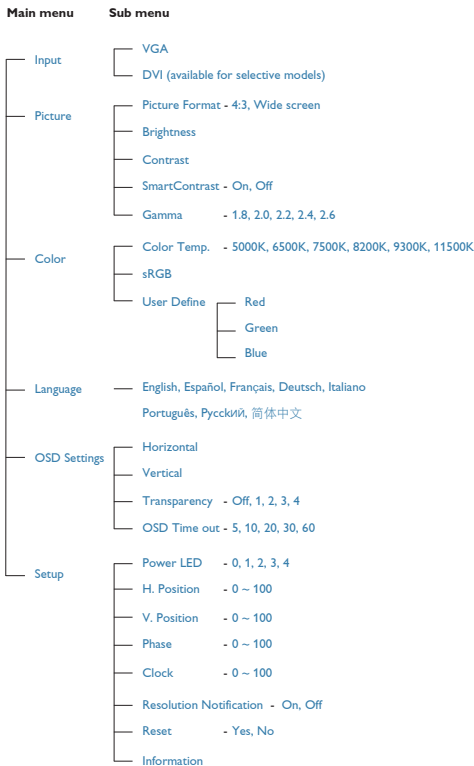 Main menu Sub menu
Input
VGA
DVI (available for selective models)
Picture
Picture Format - 4:3, Wide screen
Brightness
Contrast
SmartContrast - On, Off
Gamma - 1.8, 2.0, 2.2, 2.4, 2.6
Color
Color Temp. - 5000K, 6500K, 7500K, 8200K, 9300K, 11500K
sRGB
User Define
Red
Green
Blue
Language
English, Español, Français, Deutsch, Italiano
Português, Русский, 简体中文
OSD Settings
Horizontal
Vertical
Transparency - Off, 1, 2, 3, 4
OSD Time out - 5, 10, 20, 30, 60
Setup
Power LED - 0, 1, 2, 3, 4
H. Position - 0 ~ 100
V. Position - 0 ~ 100
Phase - 0 ~ 100
Clock - 0 ~ 100
Resolution Notification - On, Off
Reset - Yes, No
Information